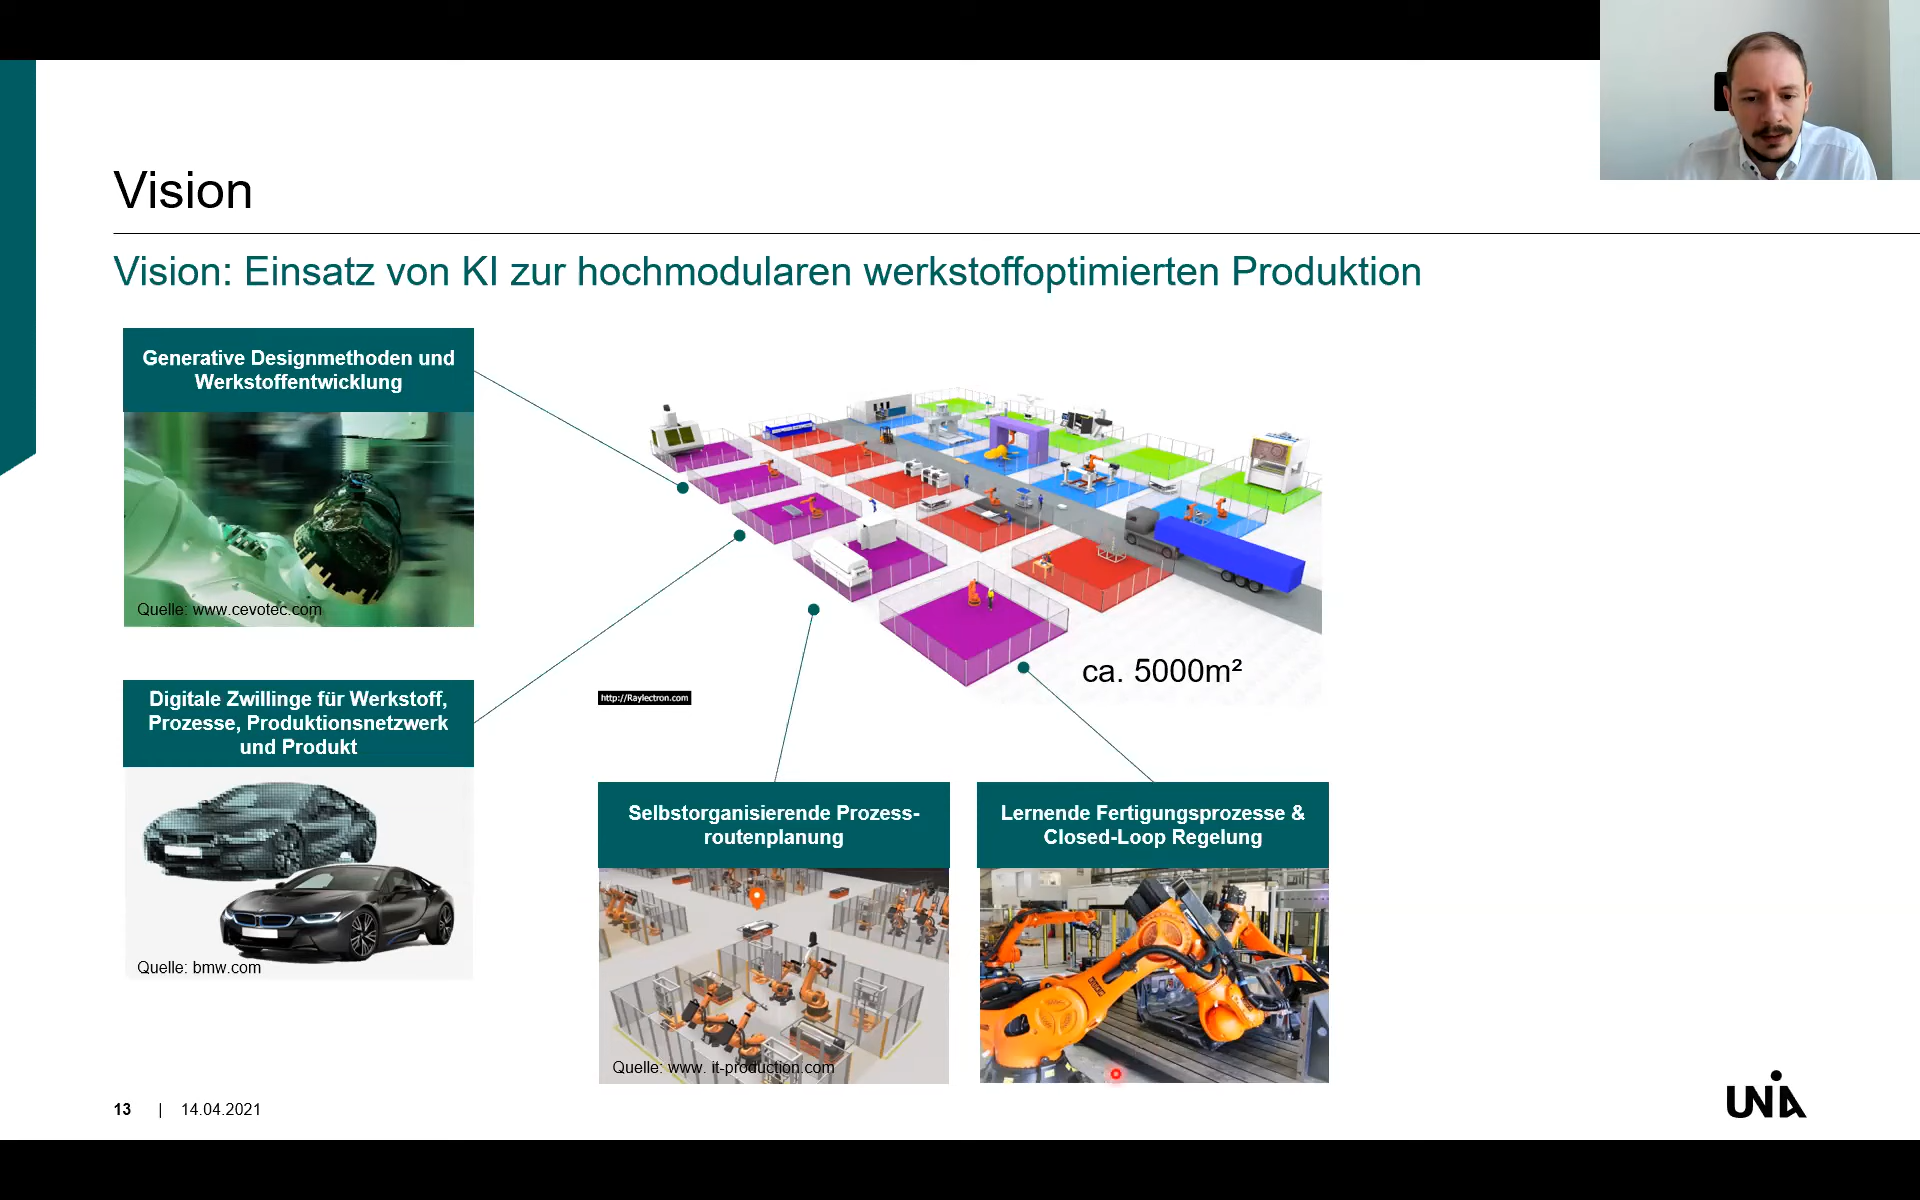 Vision
Vision: Einsatz von KI zur hochmodularen werkstoffoptimierten Produktion
Generative Designmethoden und
Werkstoffentwicklung
Quelle: www.cevotec.com
Digitale Zwillinge für Werkstoff,
Prozesse, Produktionsnetzwerk
und Produkt
Quelle: bmw.com
http://Raylectron.com
ca. 5000m²
Selbstorganisierende Prozess-
routenplanung
Quelle: www. it-production.com
Lernende Fertigungsprozesse &
Closed-Loop Regelung
13 | 14.04.2021
UNIA